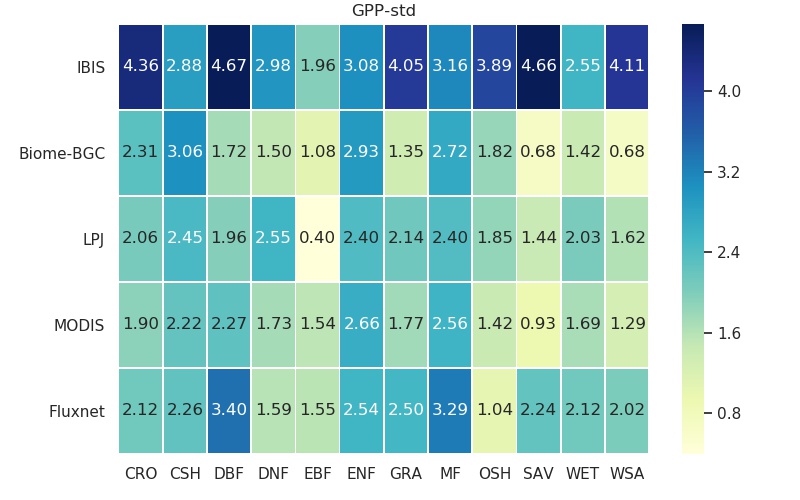 GPP-std
IBIS 4.36 2.88 4.67 2.98 1.96 3.08 4.05 3.16 3.89 4.66 2.55 4.11
Biome-BGC 2.31 3.06 1.72 1.50 1.08 2.93 1.35 2.72 1.82 0.68 1.42 0.68
LPJ 2.06 2.45 1.96 2.55 0.40 2.40 2.14 2.40 1.85 1.44 2.03 1.62
MODIS 1.90 2.22 2.27 1.73 1.54 2.66 1.77 2.56 1.42 0.93 1.69 1.29
Fluxnet 2.12 2.26 3.40 1.59 1.55 2.54 2.50 3.29 1.04 2.24 2.12 2.02
CRO CSH DBF DNF EBF ENF GRA MF OSH SAV WET WSA
4.0
3.2
2.4
1.6
0.8